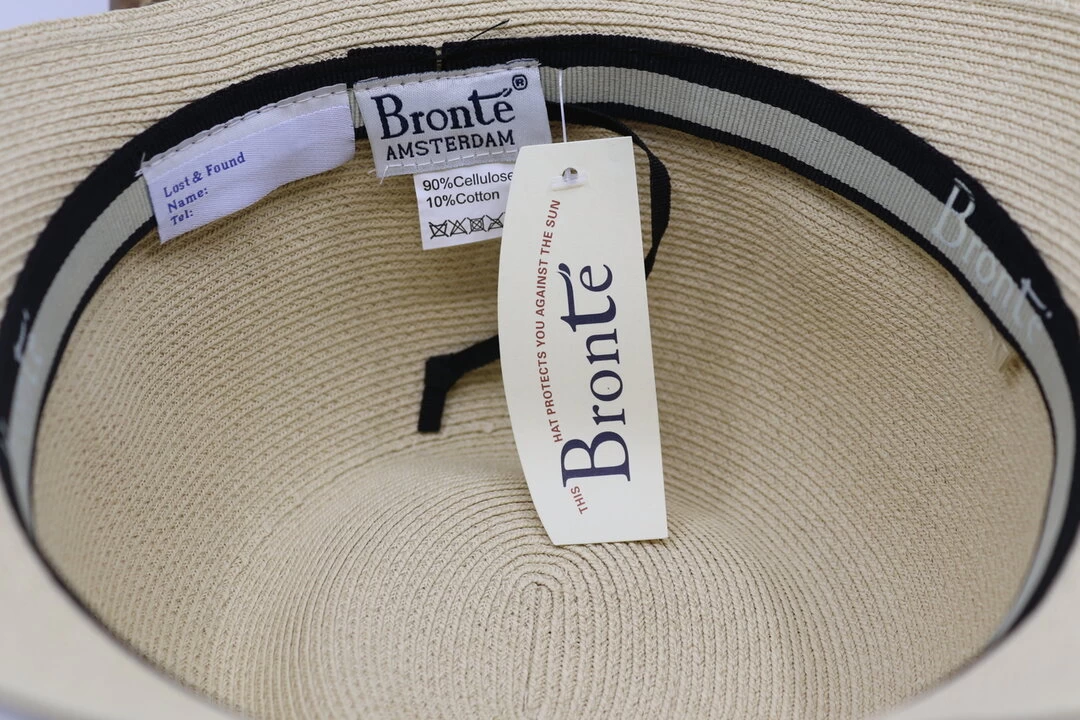 Lost & Found
Name:
Tel:
Bronté®
AMSTERDAM
90%Cellulose
10%Cotton
THIS HAT PROTECTS YOU AGAINST THE SUN
Bronté
Bronté